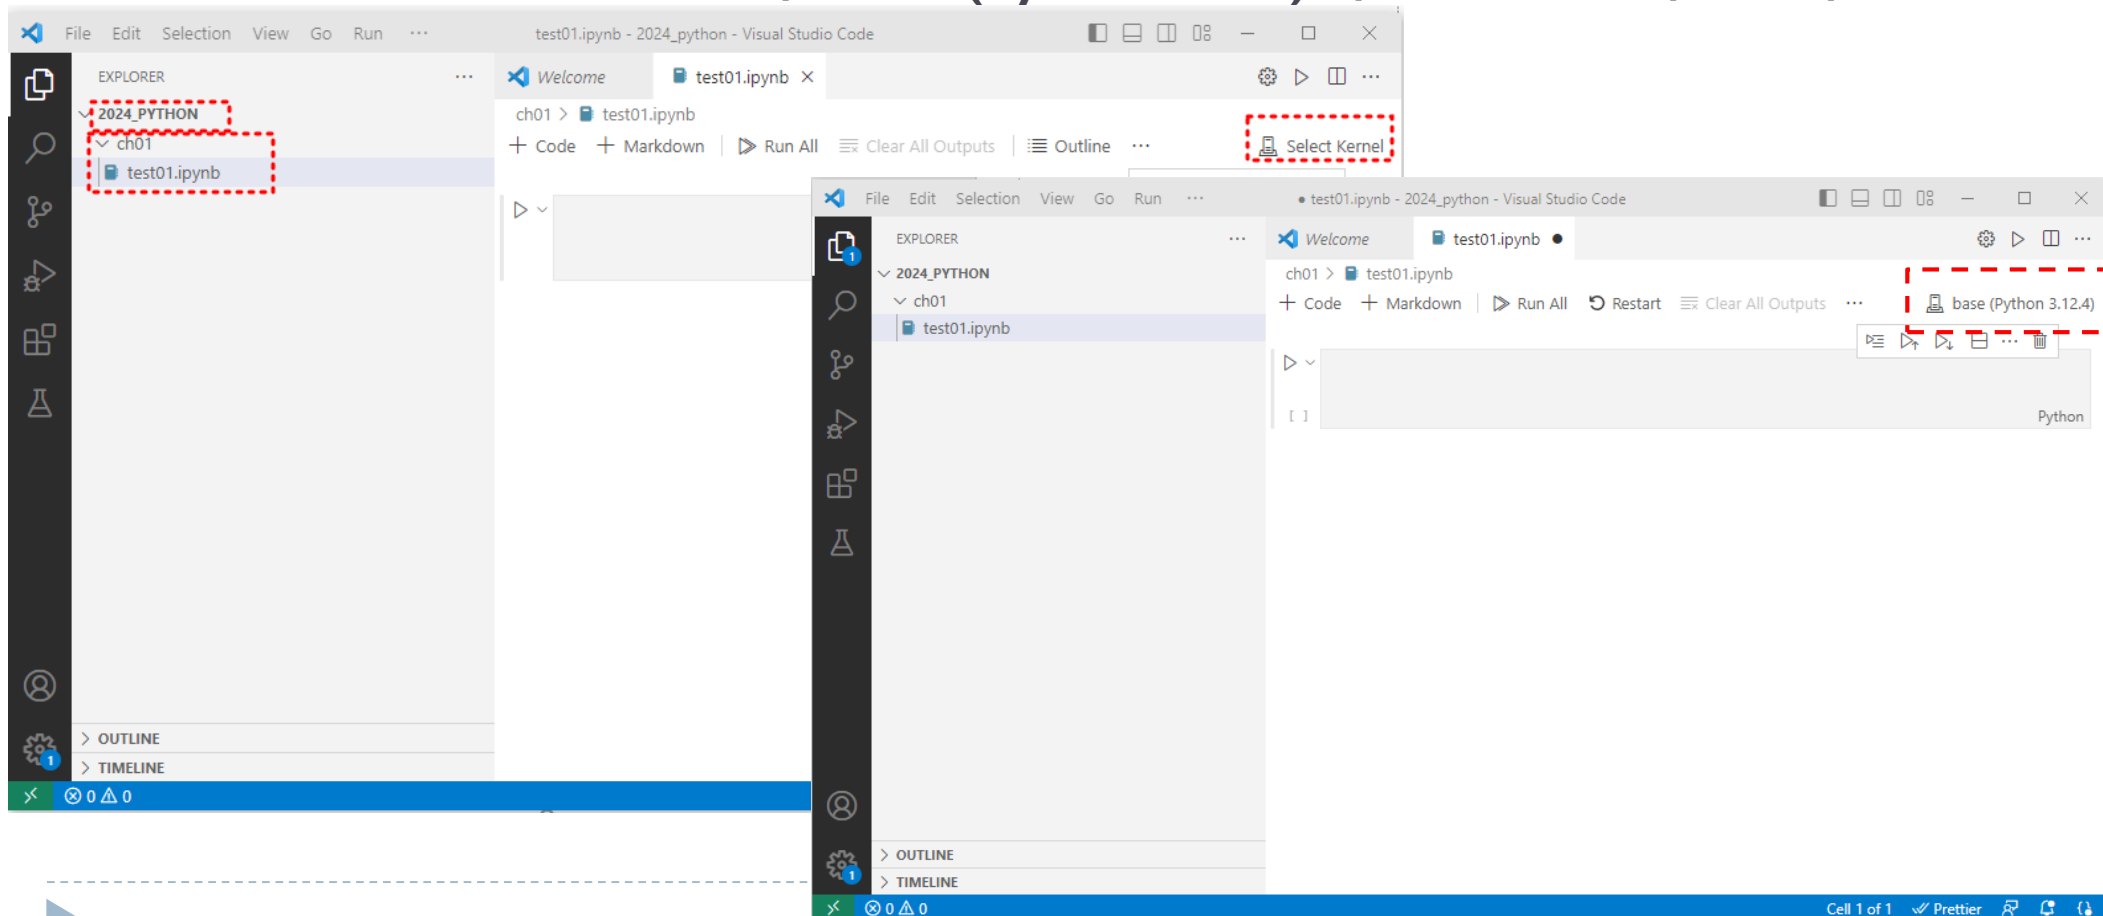 File Edit Selection View Go Run ···
test01.ipynb - 2024_python - Visual Studio Code
EXPLORER
2024_PYTHON
ch01
test01.ipynb
OUTLINE
TIMELINE
Welcome
test01.ipynb
ch01 > test01.ipynb
+ Code + Markdown Run All Clear All Outputs Outline ···
Select Kernel
0 0
File Edit Selection View Go Run ···
● test01.ipynb - 2024_python - Visual Studio Code
EXPLORER
2024_PYTHON
ch01
test01.ipynb
OUTLINE
TIMELINE
Welcome
test01.ipynb ●
ch01 > test01.ipynb
+ Code + Markdown Run All Restart Clear All Outputs ···
base (Python 3.12.4)
[ ]
Python
0 0
Cell 1 of 1 Prettier